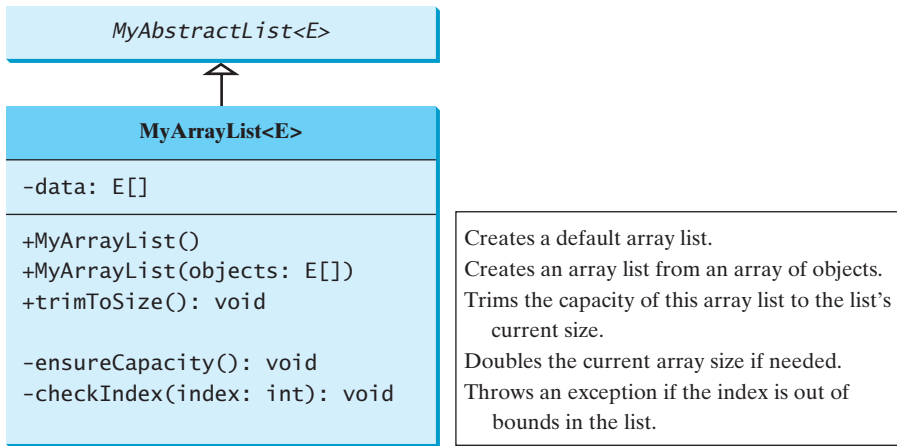 MyAbstractList<E>
MyArrayList<E>
-data: E[]
+MyArrayList()
+MyArrayList(objects: E[])
+trimToSize(): void
-ensureCapacity(): void
-checkIndex(index: int): void
Creates a default array list.
Creates an array list from an array of objects.
Trims the capacity of this array list to the list's
current size.
Doubles the current array size if needed.
Throws an exception if the index is out of
bounds in the list.